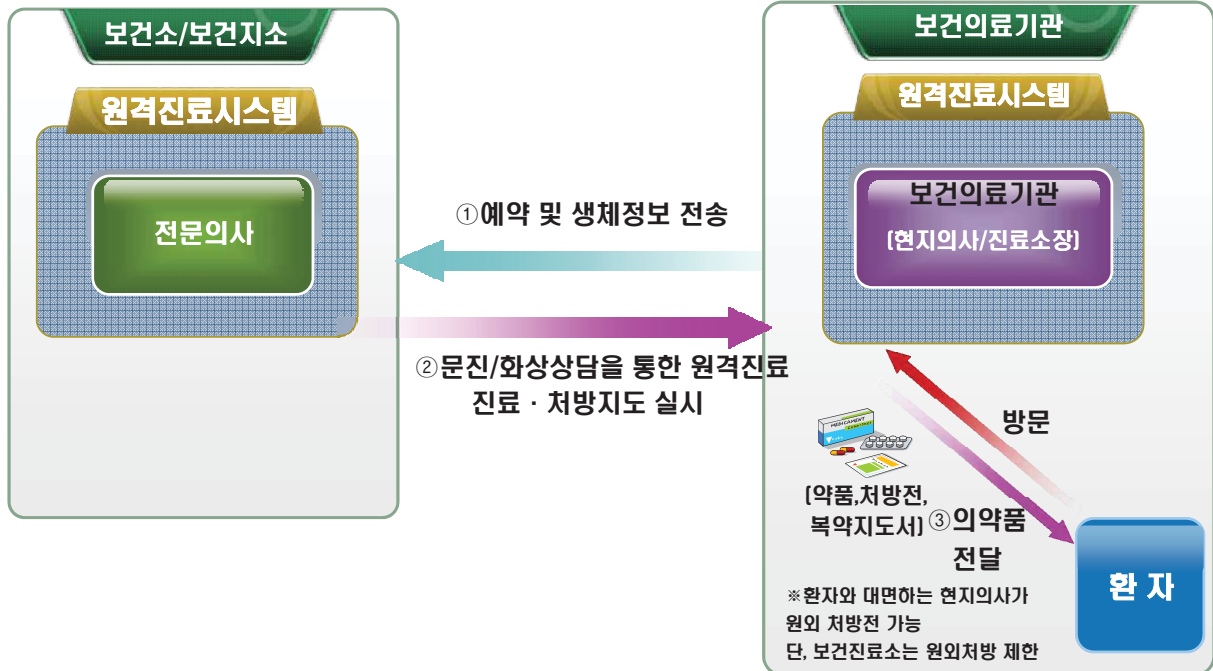 보건소/보건지소
원격진료시스템
전문의사
①예약 및 생체정보 전송
②문진/화상상담을 통한 원격진료
진료 · 처방지도 실시
보건의료기관
원격진료시스템
보건의료기관
(현지의사/진료소장)
방문
MEDICAMENT
(약품,처방전,
복약지도서)
③의약품
전달
환 자
※환자와 대면하는 현지의사가
원외 처방전 가능
단, 보건진료소는 원외처방 제한